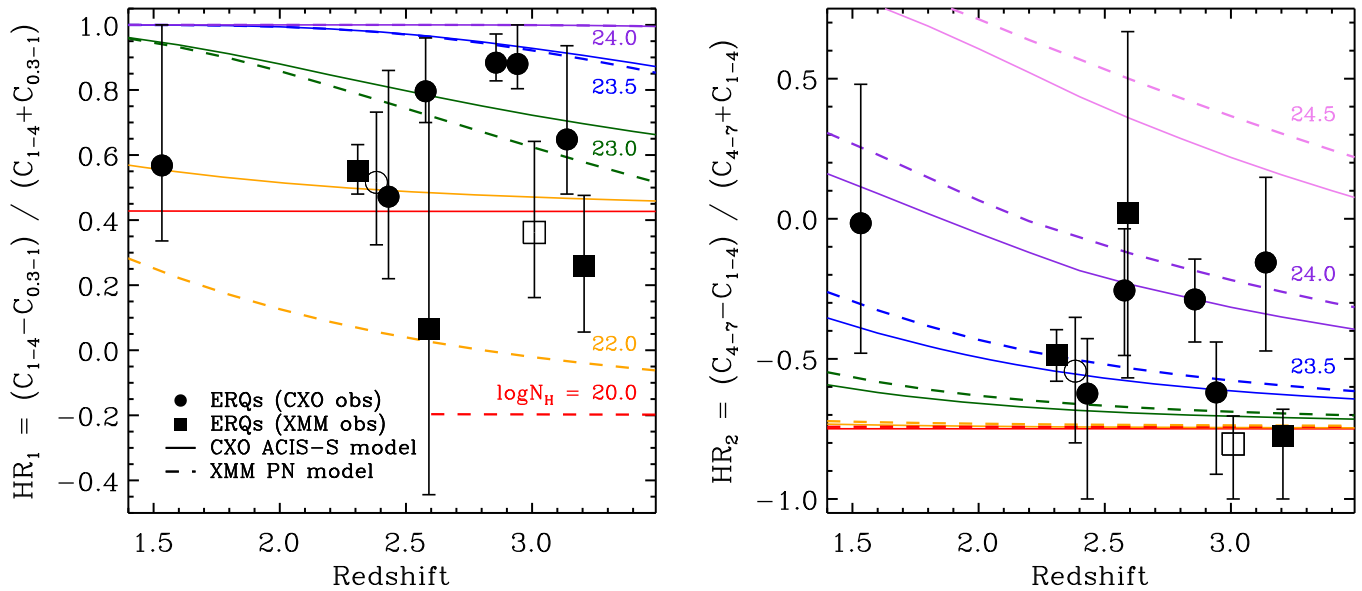 HR₁ = (C₁₋₄−C₀.₃₋₁) / (C₁₋₄+C₀.₃₋₁)
1.0
0.8
0.6
0.4
0.2
0.0
−0.2
−0.4
24.0
23.5
23.0
22.0
logN_H = 20.0
ERQs (CXO obs)
ERQs (XMM obs)
CXO ACIS−S model
XMM PN model
1.5 2.0 2.5 3.0
Redshift
HR₂ = (C₄₋₇−C₁₋₄) / (C₄₋₇+C₁₋₄)
0.5
0.0
−0.5
−1.0
24.5
24.0
23.5
1.5 2.0 2.5 3.0
Redshift